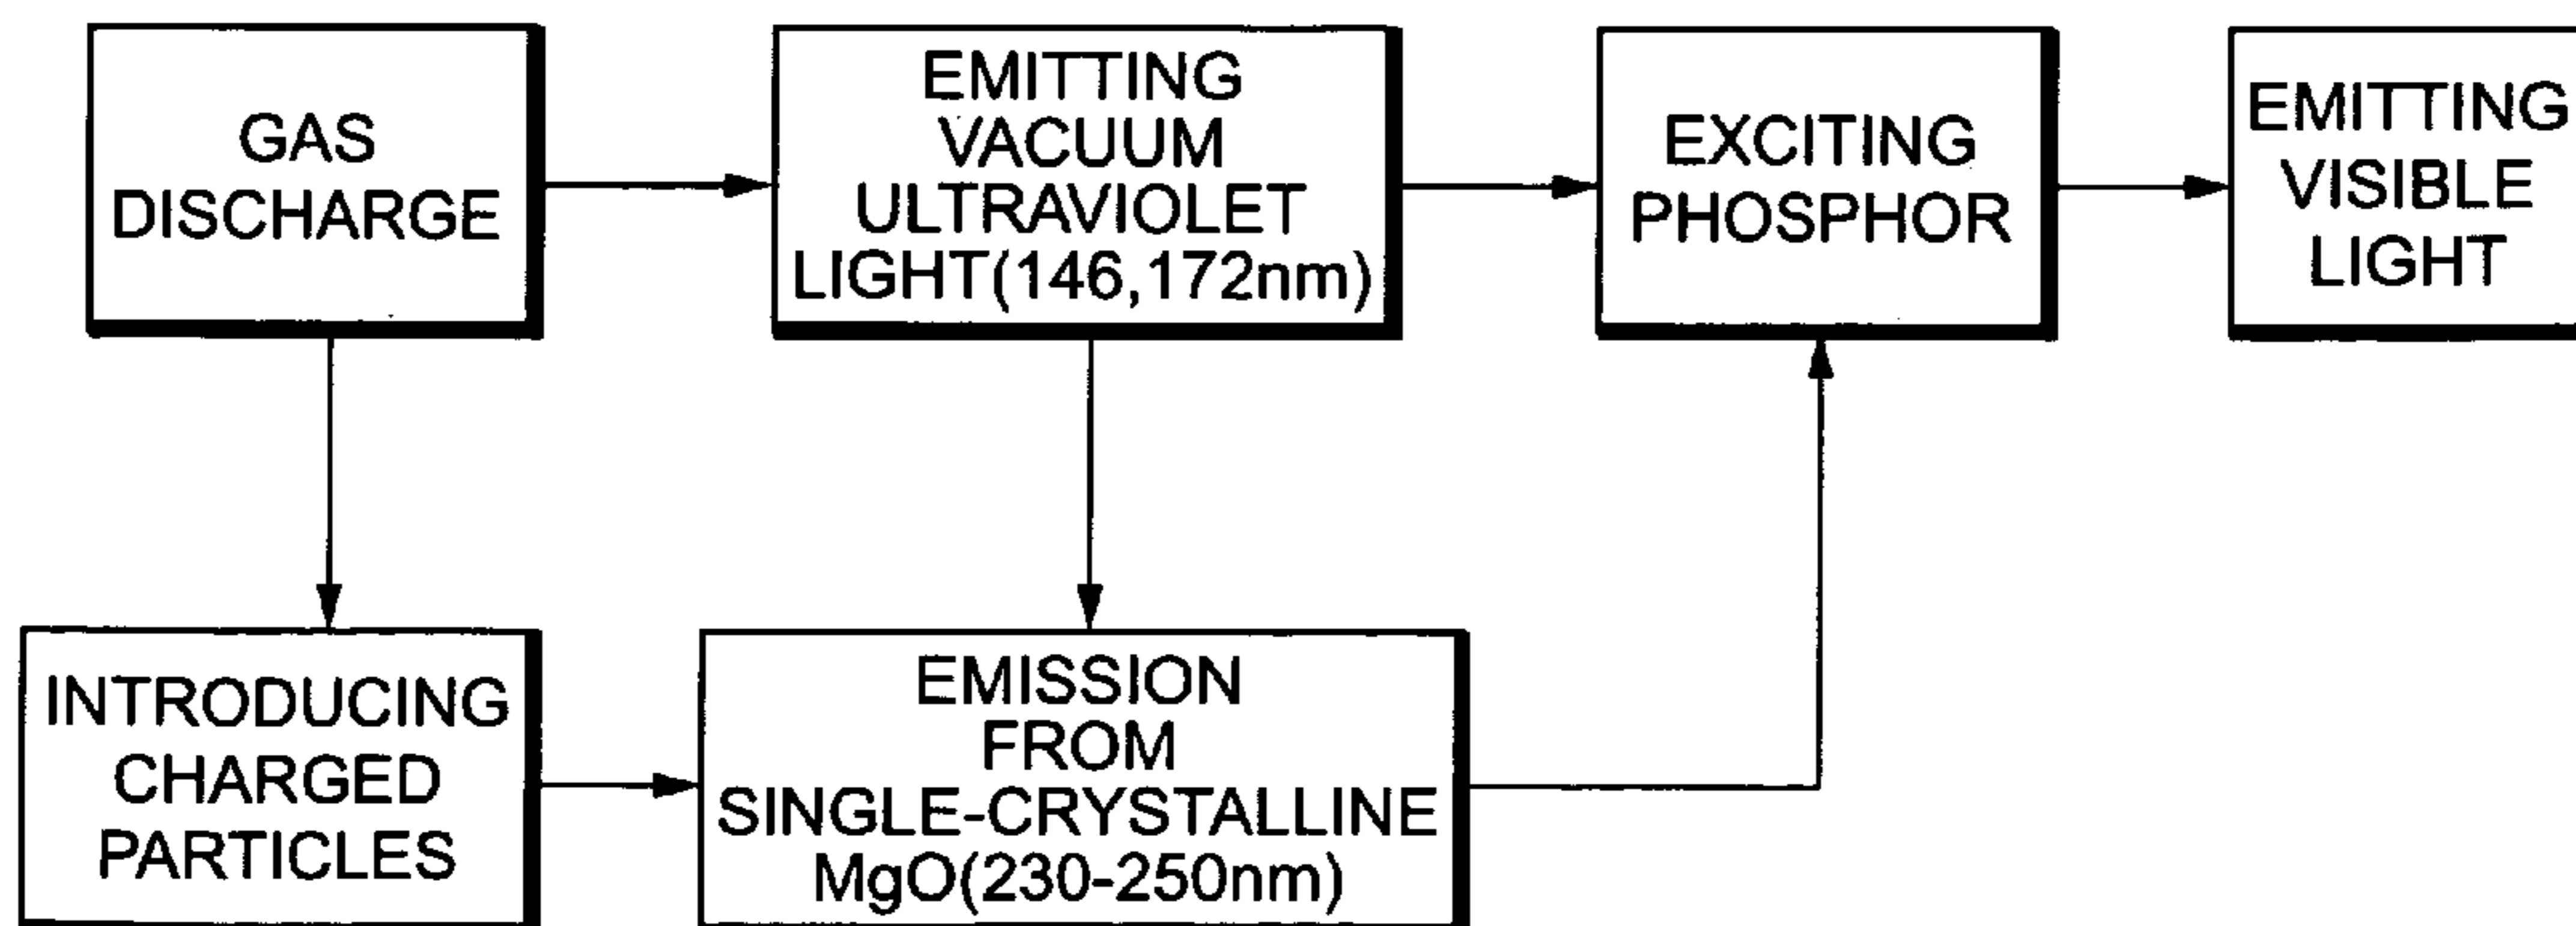 GAS
DISCHARGE
EMITTING
VACUUM
ULTRAVIOLET
LIGHT(146,172nm)
EXCITING
PHOSPHOR
EMITTING
VISIBLE
LIGHT
INTRODUCING
CHARGED
PARTICLES
EMISSION
FROM
SINGLE-CRYSTALLINE
MgO(230-250nm)